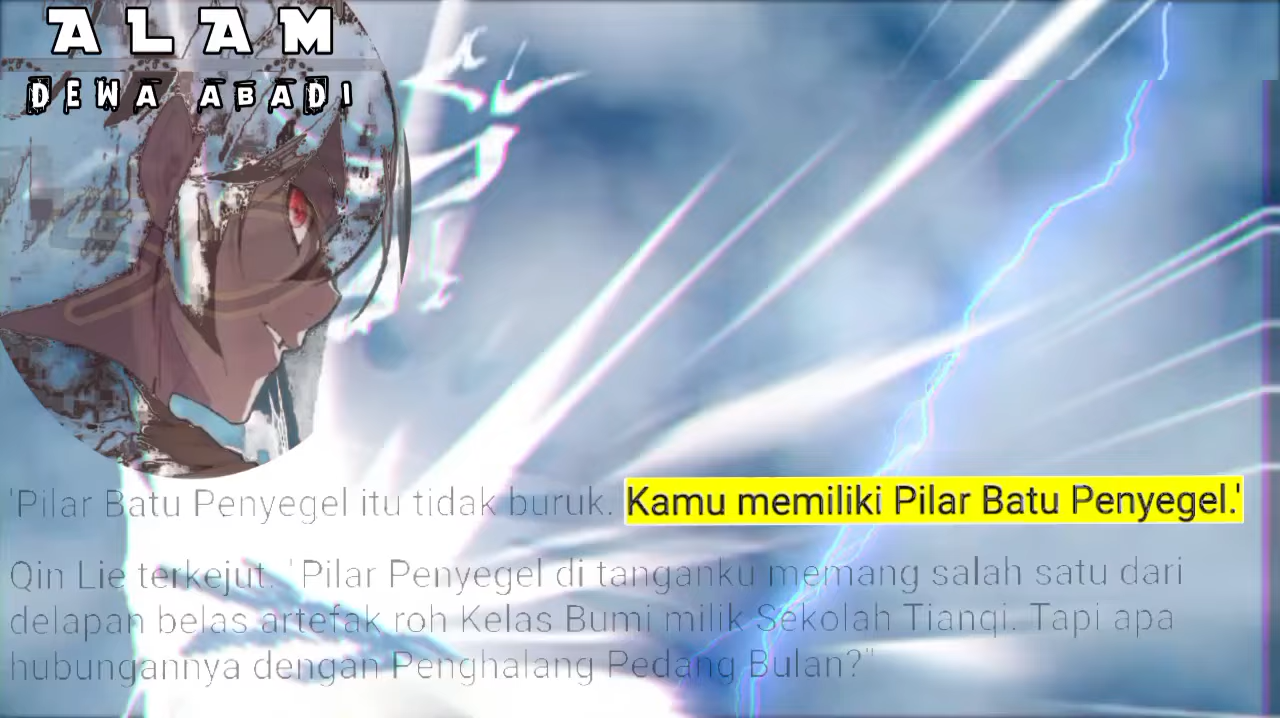 ALAM
DEWA ABADI
'Pilar Batu Penyegel itu tidak buruk. Kamu memiliki Pilar Batu Penyegel.'
Qin Lie terkejut. 'Pilar Penyegel di tanganku memang salah satu dari
delapan belas artefak roh Kelas Bumi milik Sekolah Tianqi. Tapi apa
hubungannya dengan Penghalang Pedang Bulan?"